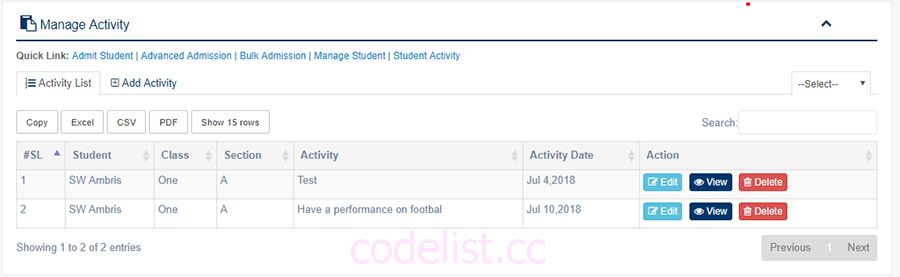 Manage Activity
Quick Link: Admit Student | Advanced Admission | Bulk Admission | Manage Student | Student Activity
Activity List Add Activity --Select--
Copy Excel CSV PDF Show 15 rows Search:
#SL Student Class Section Activity Activity Date Action
1 SW Ambris One A Test Jul 4,2018 Edit View Delete
2 SW Ambris One A Have a performance on footbal Jul 10,2018 Edit View Delete
Showing 1 to 2 of 2 entries Previous 1 Next
codelist.cc